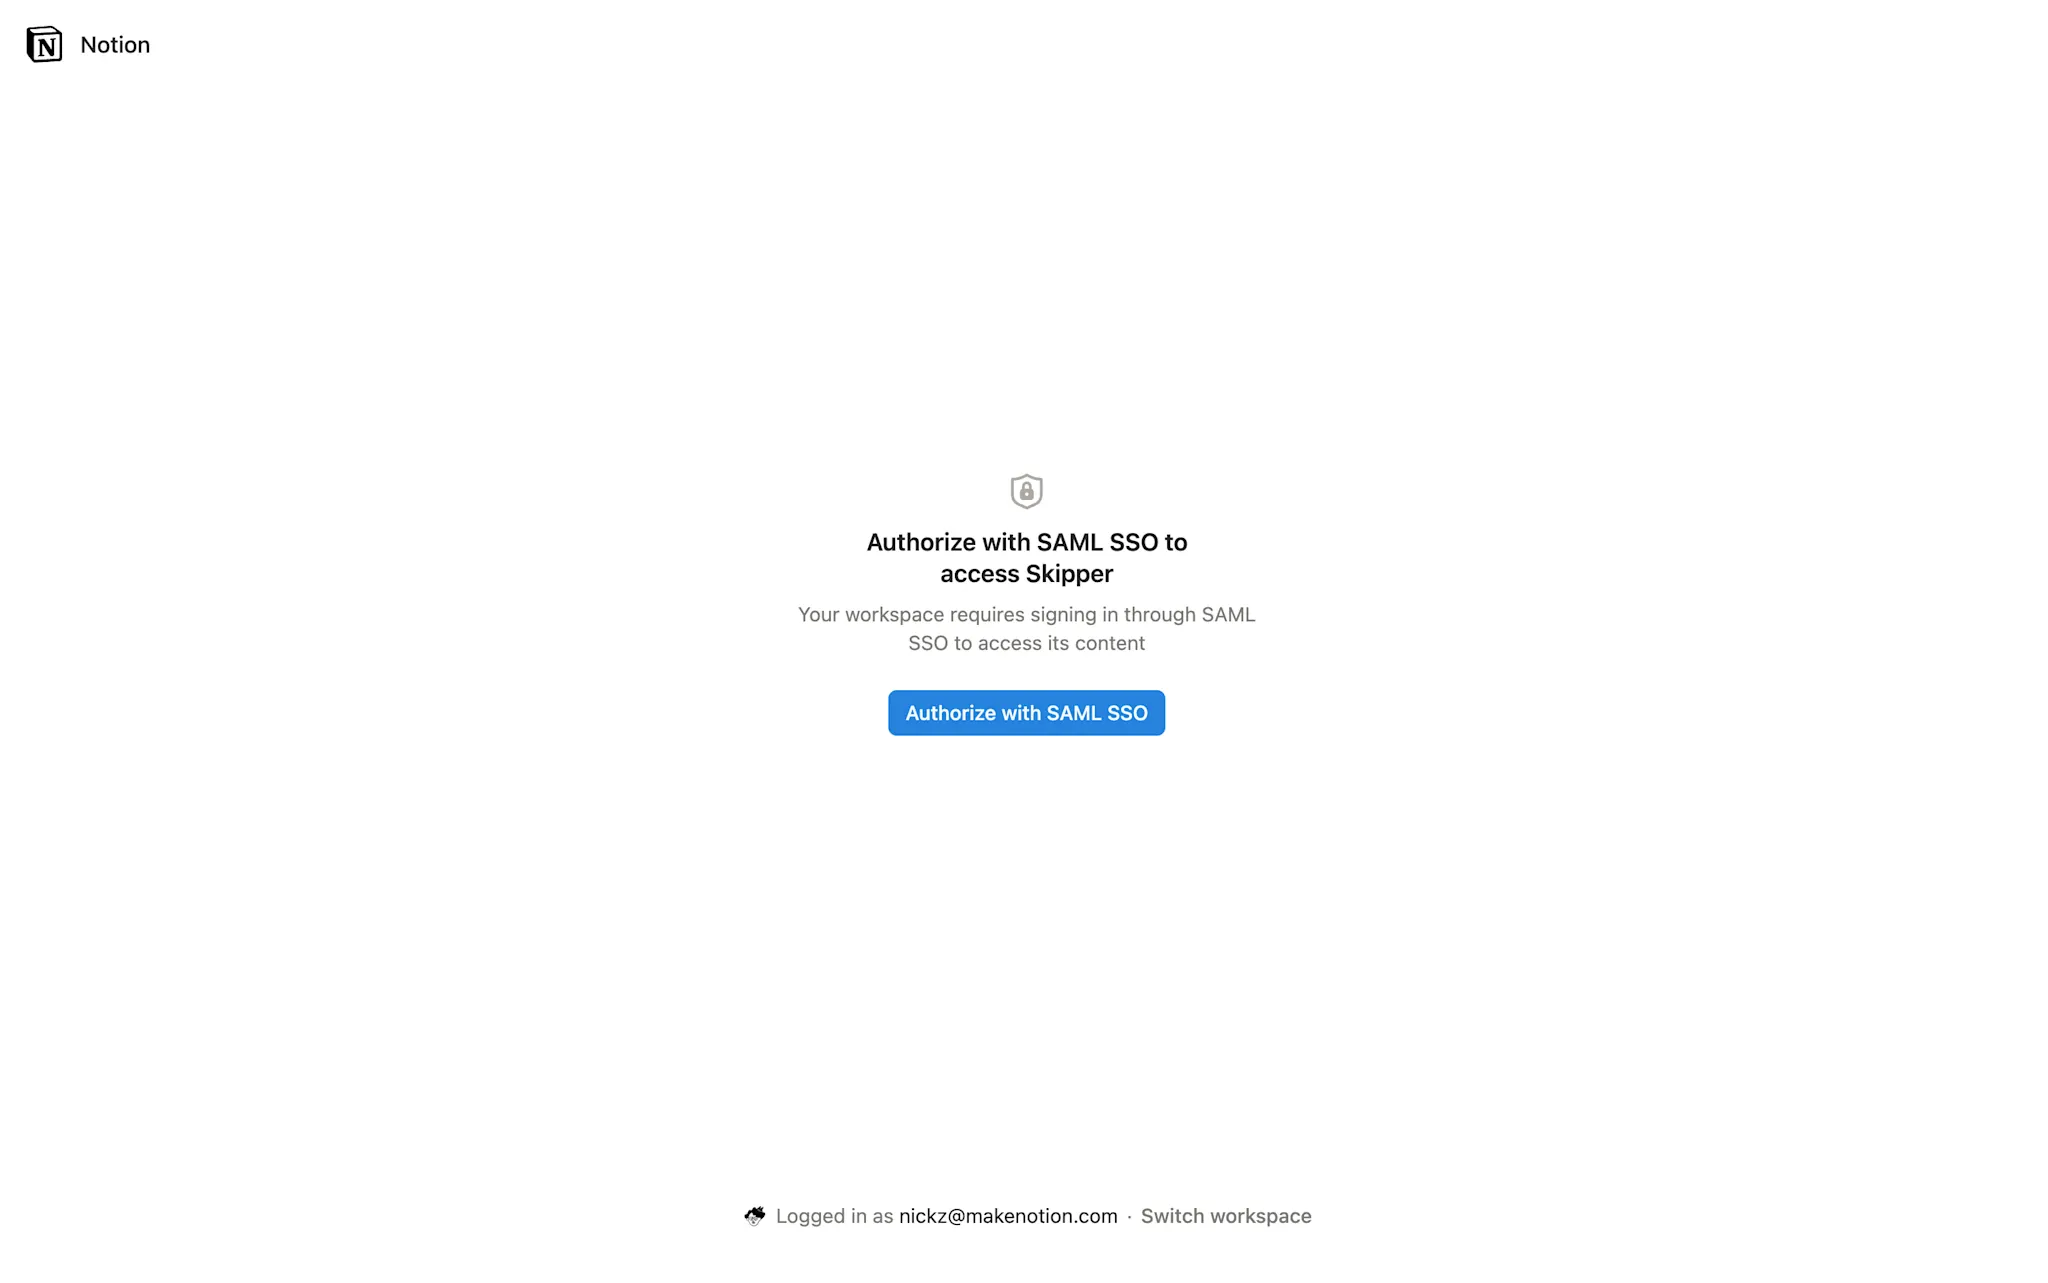 Notion
Authorize with SAML SSO to
access Skipper
Your workspace requires signing in through SAML
SSO to access its content
Authorize with SAML SSO
Logged in as nickz@makenotion.com · Switch workspace